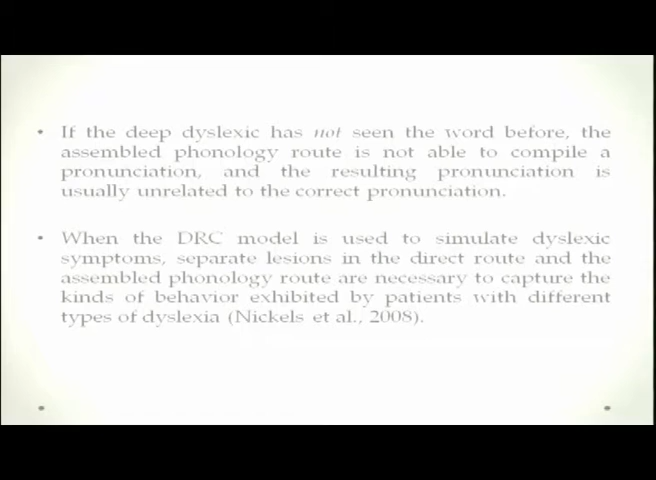 • If the deep dyslexic has not seen the word before, the
assembled phonology route is not able to compile a
pronunciation, and the resulting pronunciation is
usually unrelated to the correct pronunciation.
• When the DRC model is used to simulate dyslexic
symptoms, separate lesions in the direct route and the
assembled phonology route are necessary to capture the
kinds of behavior exhibited by patients with different
types of dyslexia (Nickels et al., 2008).